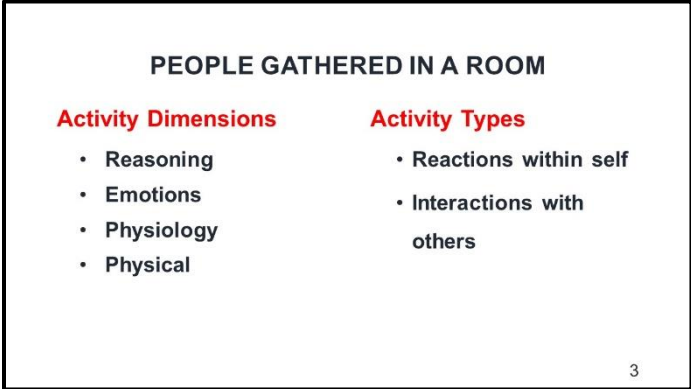 PEOPLE GATHERED IN A ROOM
Activity Dimensions
• Reasoning
• Emotions
• Physiology
• Physical
Activity Types
• Reactions within self
• Interactions with
others
3